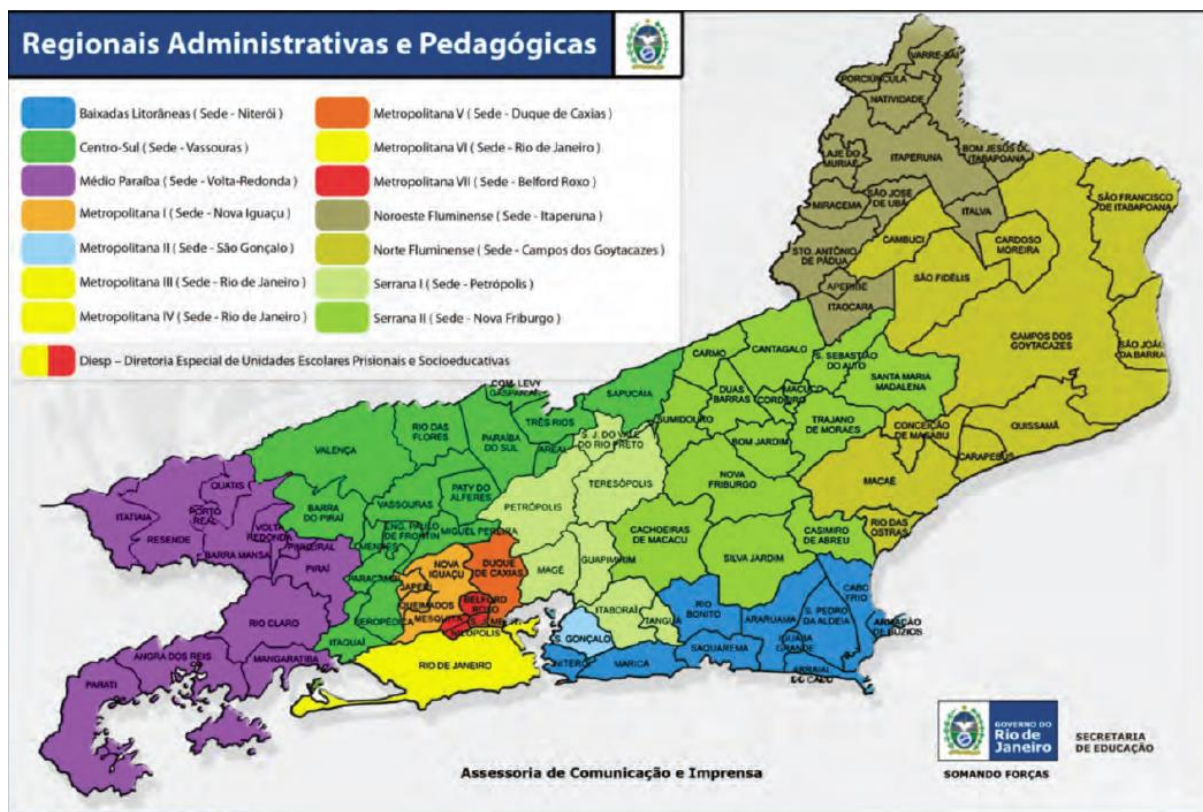 Regionais Administrativas e Pedagógicas
Baixadas Litorâneas ( Sede - Niterói )
Centro-Sul ( Sede - Vassouras )
Médio Paraíba ( Sede - Volta-Redonda )
Metropolitana I ( Sede - Nova Iguaçu )
Metropolitana II ( Sede - São Gonçalo )
Metropolitana III ( Sede - Rio de Janeiro )
Metropolitana IV ( Sede - Rio de Janeiro )
Metropolitana V ( Sede - Duque de Caxias )
Metropolitana VI ( Sede - Rio de Janeiro )
Metropolitana VII ( Sede - Belford Roxo )
Noroeste Fluminense ( Sede - Itaperuna )
Norte Fluminense ( Sede - Campos dos Goytacazes )
Serrana I ( Sede - Petrópolis )
Serrana II ( Sede - Nova Friburgo )
Diesp – Diretoria Especial de Unidades Escolares Prisionais e Socioeducativas
VARRE-SAI
PORCIÚNCULA
NATIVIDADE
BOM JESUS DO
ITABAPOANA
LAJE DO
MURIAÉ
ITAPERUNA
SÃO FRANCISCO
DE ITABAPOANA
MIRACEMA
SÃO JOSÉ
DE UBÁ
ITALVA
CAMBUCI
CARDOSO
MOREIRA
STO. ANTÔNIO
DE PÁDUA
SÃO FIDÉLIS
APERIBÉ
ITAOCARA
CAMPOS DOS
GOYTACAZES
SÃO JOÃO
DA BARRA
CARMO
CANTAGALO
S. SEBASTIÃO
DO ALTO
SANTA MARIA
MADALENA
DUAS
BARRAS
MACUCO
CORDEIRO
SUMIDOURO
TRAJANO
DE MORAES
BOM JARDIM
CONCEIÇÃO
DE MACABU
QUISSAMÃ
CARAPEBUS
MACAÉ
RIO DAS
OSTRAS
NOVA
FRIBURGO
CASIMIRO
DE ABREU
CACHOEIRAS
DE MACACU
SILVA JARDIM
COM. LEVY
GASPARIAN
SAPUCAIA
TRÊS RIOS
RIO DAS
FLORES
PARAÍBA
DO SUL
AREAL
S. J. DO VALE
DO RIO PRETO
VALENÇA
TERESÓPOLIS
PETRÓPOLIS
PATY DO
ALFERES
VASSOURAS
BARRA
DO PIRAÍ
ENG. PAULO
DE FRONTIN
MENDES
MIGUEL PEREIRA
QUATIS
ITATIAIA
PORTO
REAL
RESENDE
VOLTA
REDONDA
BARRA MANSA
PINHEIRAL
PIRAÍ
PARACAMBI
NOVA
IGUAÇU
DUQUE
DE CAXIAS
MAGÉ
GUAPIMIRIM
JAPERI
QUEIMADOS
BELFORD
ROXO
MESQUITA
NILÓPOLIS
SEROPÉDICA
ITAGUAÍ
ITABORAÍ
TANGUÁ
RIO
BONITO
ARARUAMA
S. PEDRO
DA ALDEIA
CABO
FRIO
ARMAÇÃO
DE BÚZIOS
IGUABA
GRANDE
ARRAIAL
DO CABO
SAQUAREMA
MARICÁ
NITERÓI
S. GONÇALO
RIO DE JANEIRO
RIO CLARO
MANGARATIBA
ANGRA DOS REIS
PARATI
Assessoria de Comunicação e Imprensa
GOVERNO DO
Rio de
Janeiro
SOMANDO FORÇAS
SECRETARIA
DE EDUCAÇÃO